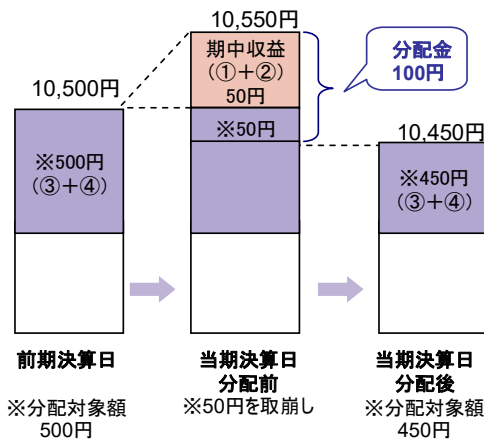 10,500円
※500円
(③+④)
前期決算日
※分配対象額
500円
10,550円
期中収益
(①+②)
50円
※50円
当期決算日
分配前
※50円を取崩し
分配金
100円
10,450円
※450円
(③+④)
当期決算日
分配後
※分配対象額
450円